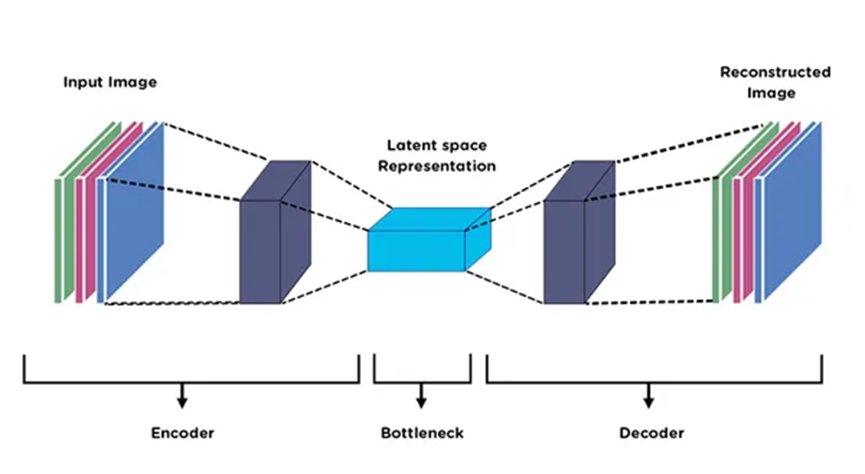 Input Image
Reconstructed
Image
Latent space
Representation
Encoder
Bottleneck
Decoder